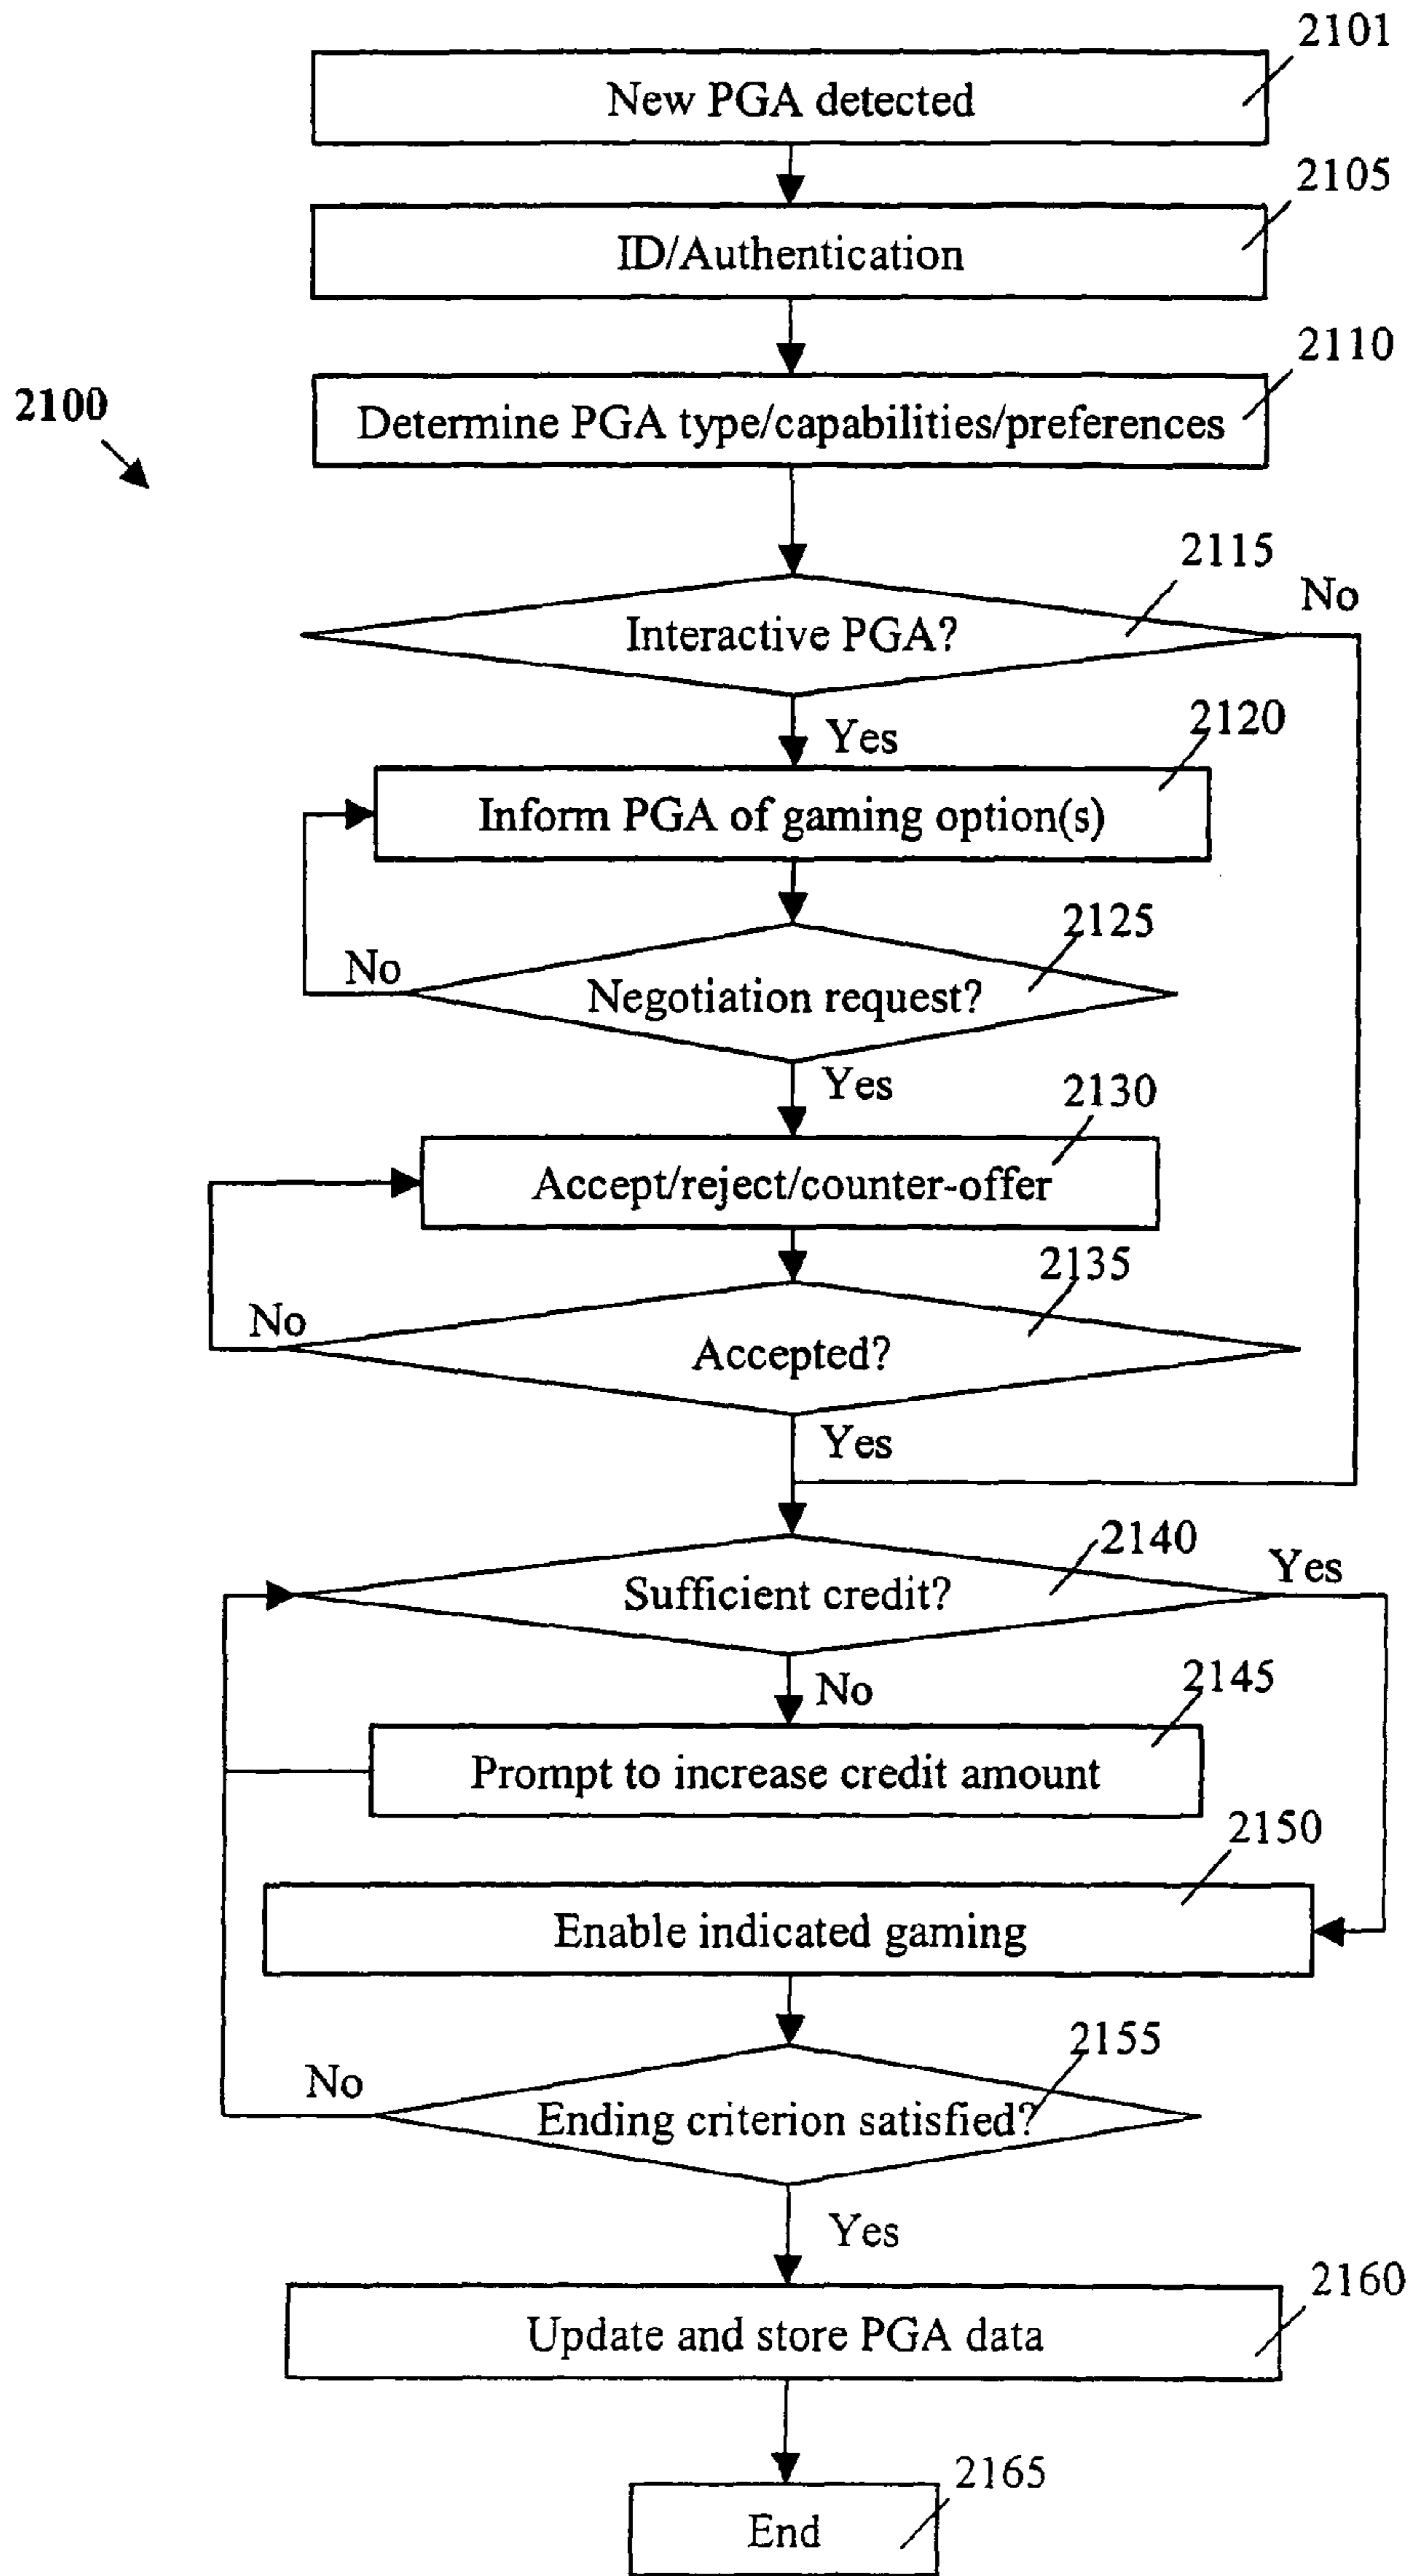 2101
New PGA detected
2105
ID/Authentication
2110
2100
Determine PGA type/capabilities/preferences
2115
No
Interactive PGA?
2120
Yes
Inform PGA of gaming option(s)
2125
No
Negotiation request?
Yes
2130
Accept/reject/counter-offer
2135
No
Accepted?
Yes
2140
Yes
Sufficient credit?
No
2145
Prompt to increase credit amount
2150
Enable indicated gaming
2155
No
Ending criterion satisfied?
Yes
2160
Update and store PGA data
2165
End